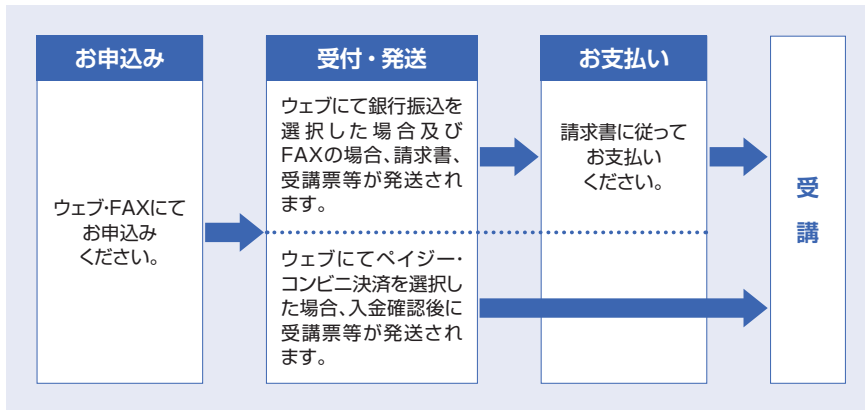 お申込み
ウェブ・FAXにて
お申込み
ください。
受付・発送
ウェブにて銀行振込を
選択した場合及び
FAXの場合、請求書、
受講票等が発送され
ます。
ウェブにてペイジー・
コンビニ決済を選択し
た場合、入金確認後に
受講票等が発送され
ます。
お支払い
請求書に従って
お支払い
ください。
受
講